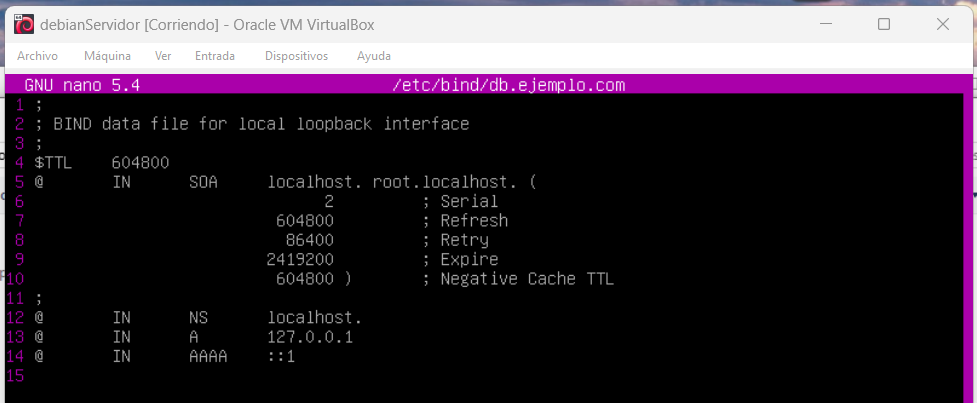 debianServidor [Corriendo] - Oracle VM VirtualBox
Archivo Máquina Ver Entrada Dispositivos Ayuda
GNU nano 5.4 /etc/bind/db.ejemplo.com
1 ;
2 ; BIND data file for local loopback interface
3 ;
4 $TTL 604800
5 @ IN SOA localhost. root.localhost. (
6 2 ; Serial
7 604800 ; Refresh
8 86400 ; Retry
9 2419200 ; Expire
10 604800 ) ; Negative Cache TTL
11 ;
12 @ IN NS localhost.
13 @ IN A 127.0.0.1
14 @ IN AAAA ::1
15